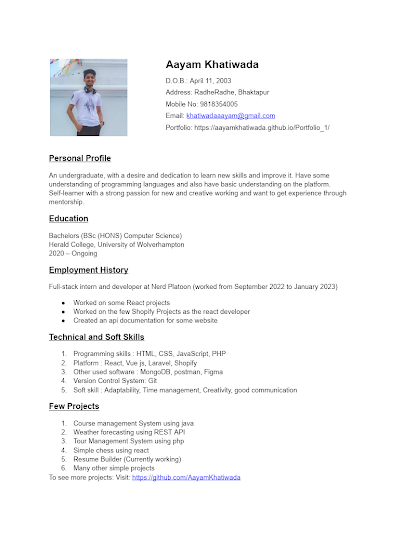 Aayam Khatiwada
D.O.B.: April 11, 2003
Address: RadheRadhe, Bhaktapur
Mobile No: 9818354005
Email: khatiwadaaayam@gmail.com
Portfolio: https://aayamkhatiwada.github.io/Portfolio_1/
Personal Profile
An undergraduate, with a desire and dedication to learn new skills and improve it. Have some
understanding of programming languages and also have basic understanding on the platform.
Self-learner with a strong passion for new and creative working and want to get experience through
mentorship.
Education
Bachelors (BSc (HONS) Computer Science)
Herald College, University of Wolverhampton
2020 – Ongoing
Employment History
Full-stack intern and developer at Nerd Platoon (worked from September 2022 to January 2023)
● Worked on some React projects
● Worked on the few Shopify Projects as the react developer
● Created an api documentation for some website
Technical and Soft Skills
1. Programming skills : HTML, CSS, JavaScript, PHP
2. Platform : React, Vue js, Laravel, Shopify
3. Other used software : MongoDB, postman, Figma
4. Version Control System: Git
5. Soft skill : Adaptability, Time management, Creativity, good communication
Few Projects
1. Course management System using java
2. Weather forecasting using REST API
3. Tour Management System using php
4. Simple chess using react
5. Resume Builder (Currently working)
6. Many other simple projects
To see more projects: Visit: https://github.com/AayamKhatiwada